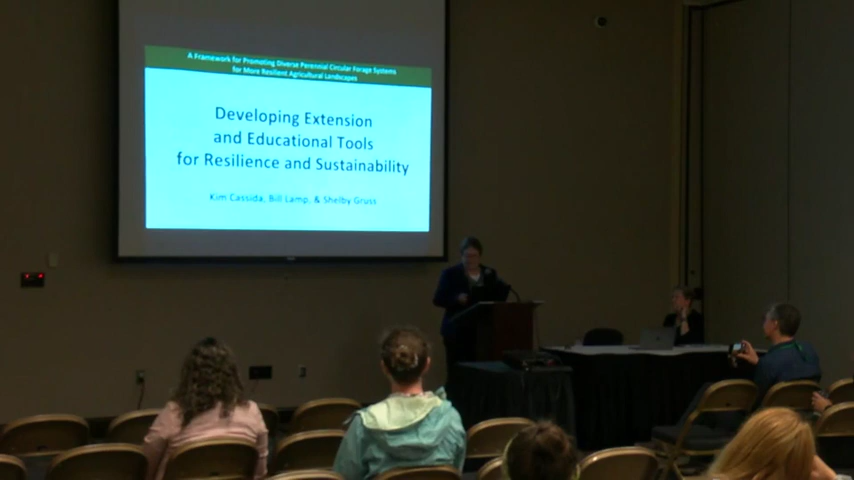 A Framework for Promoting Diverse Perennial Circular Forage Systems
for More Resilient Agricultural Landscapes
Developing Extension
and Educational Tools
for Resilience and Sustainability
Kim Cassida, Bill Lamp, & Shelby Gruss